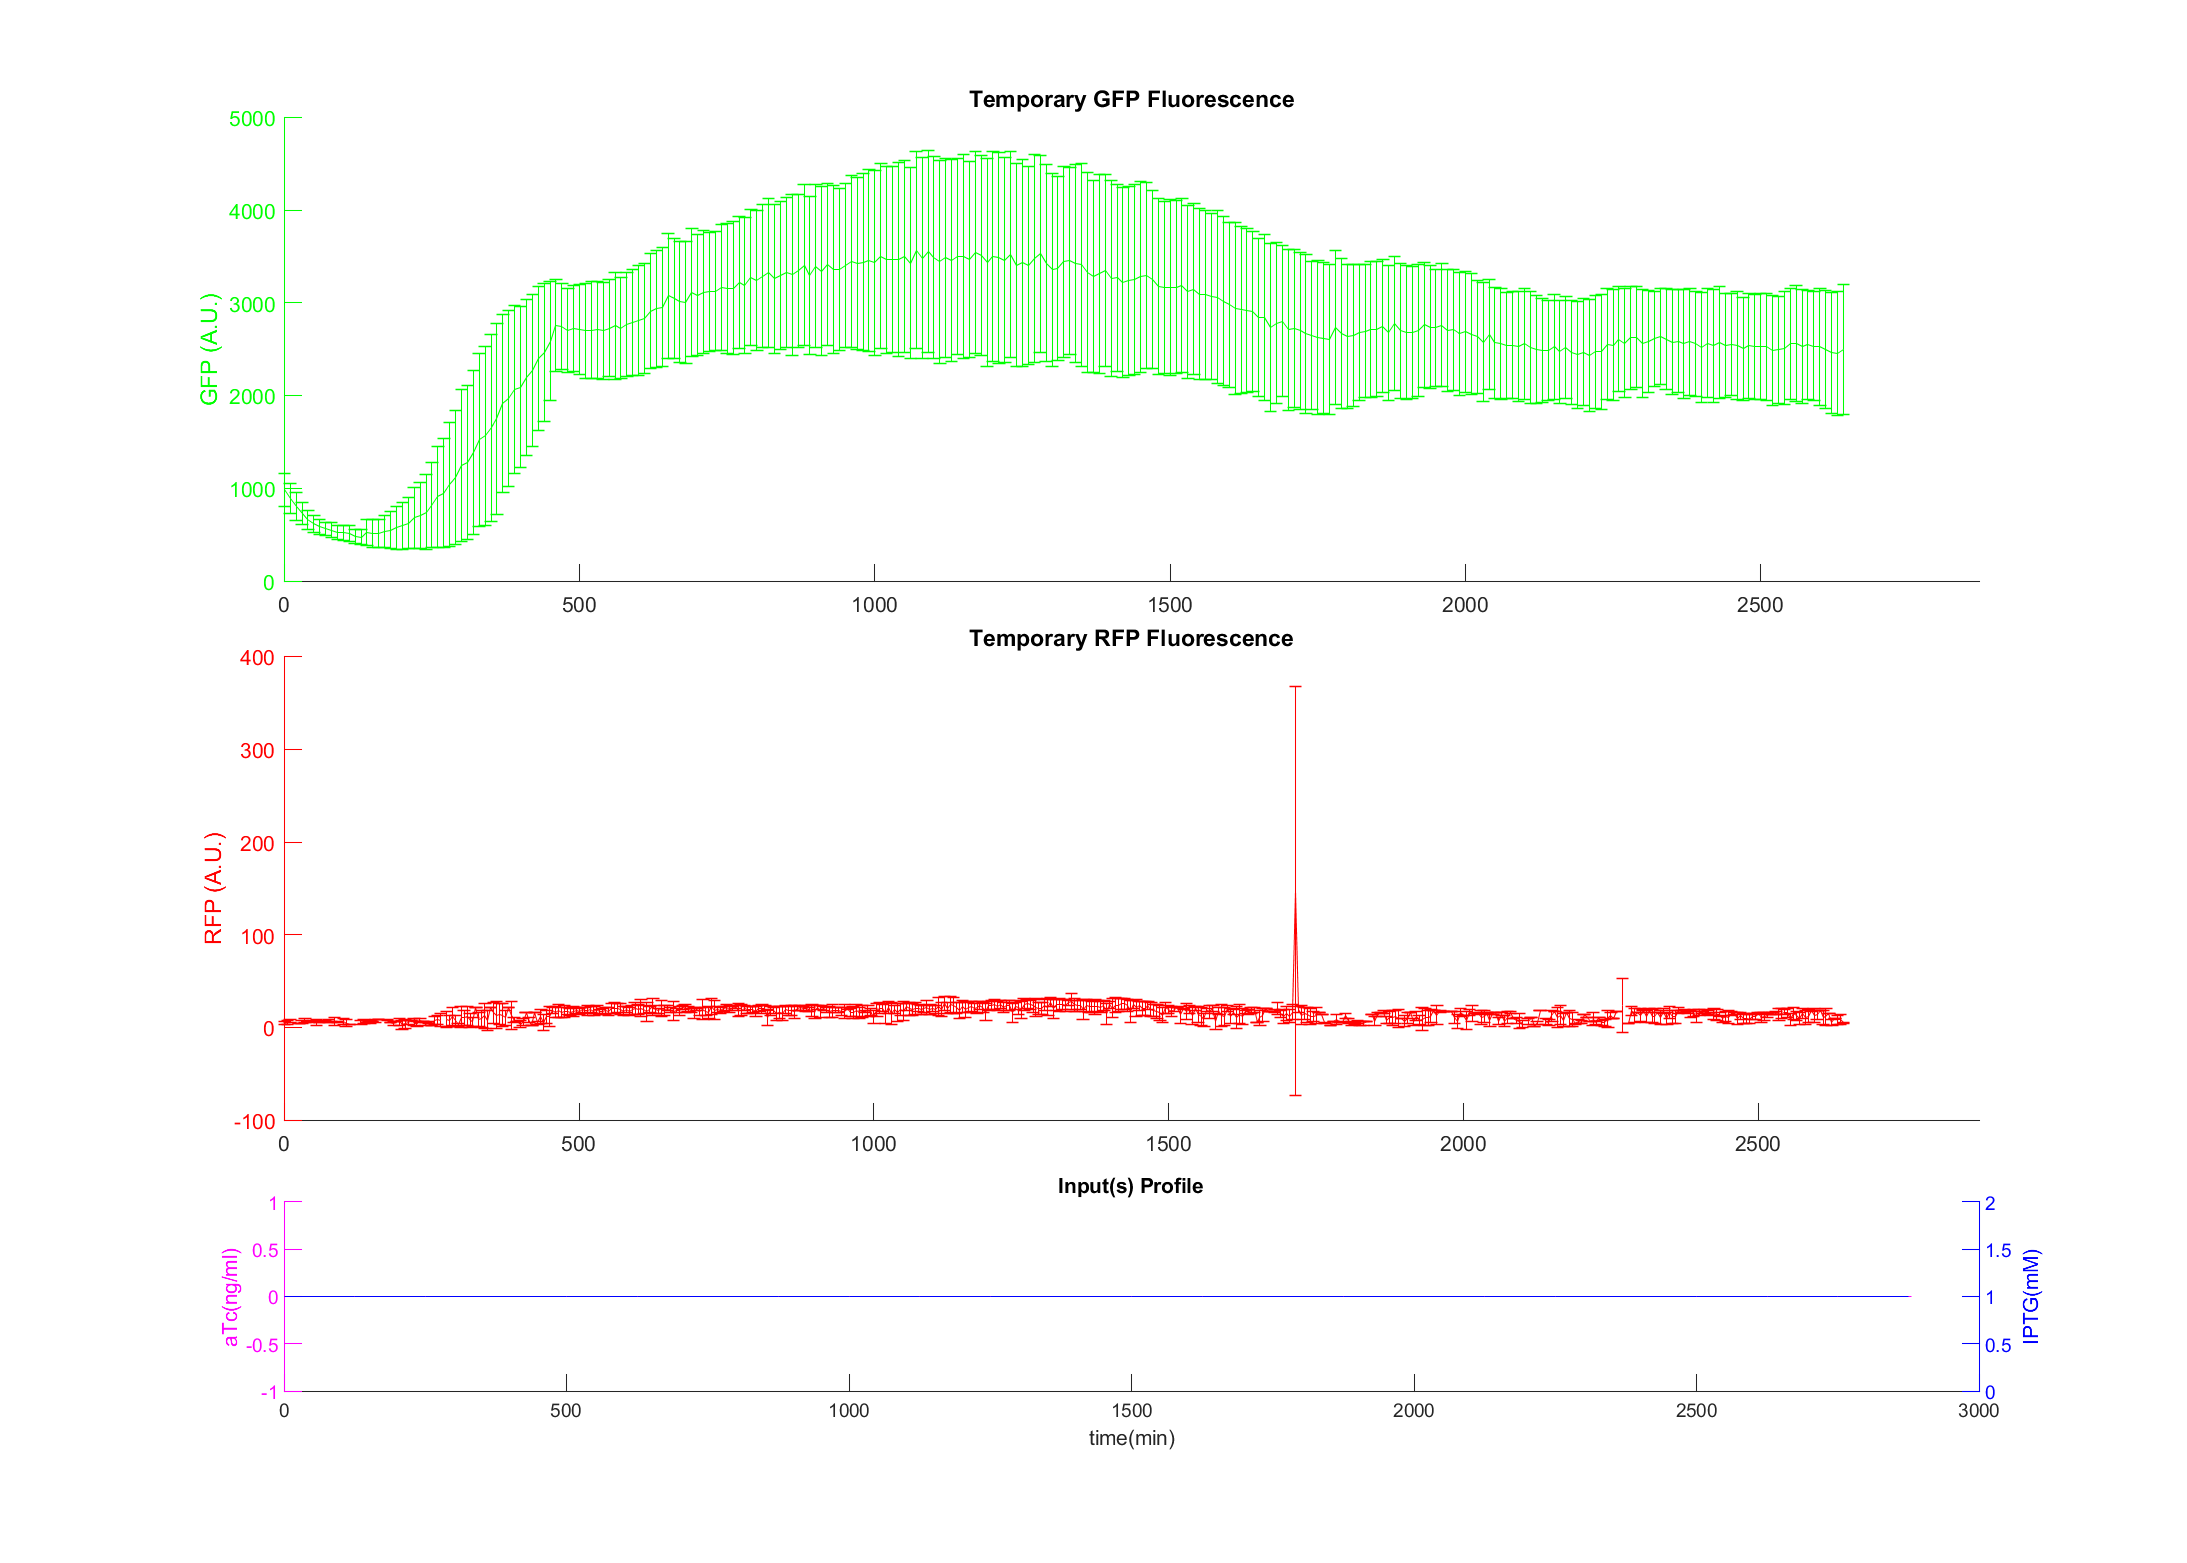 Temporary GFP Fluorescence
5000
4000
3000
2000
1000
0
GFP (A.U.)
0 500 1000 1500 2000 2500
Temporary RFP Fluorescence
400
300
200
100
0
-100
RFP (A.U.)
0 500 1000 1500 2000 2500
Input(s) Profile
1
0.5
0
-0.5
-1
aTc(ng/ml)
2
1.5
1
0.5
0
IPTG(mM)
0 500 1000 1500 2000 2500 3000
time(min)